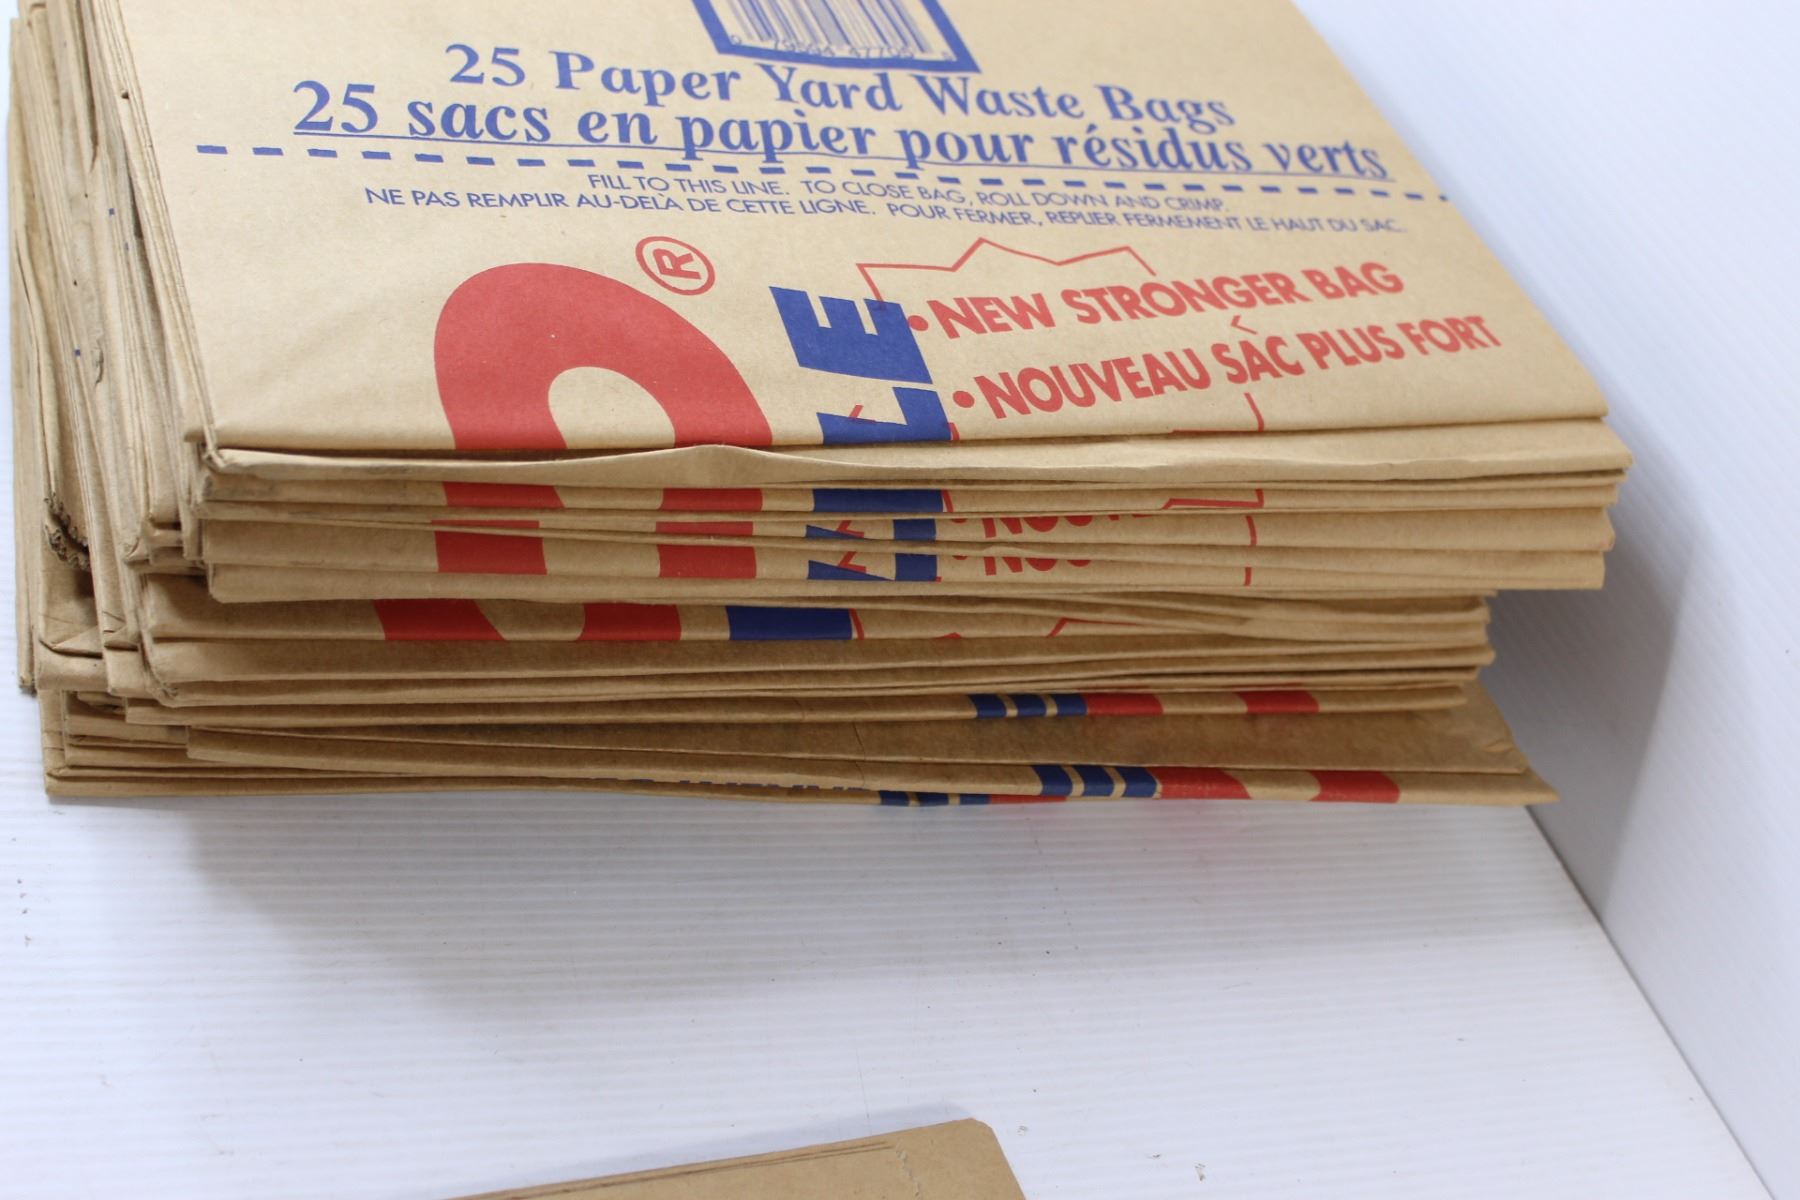 25 Paper Yard Waste Bags
25 sacs en papier pour résidus verts
FILL TO THIS LINE. TO CLOSE BAG, ROLL DOWN AND CRIMP.
NE PAS REMPLIR AU-DELÀ DE CETTE LIGNE. POUR FERMER, REPLIER FERMEMENT LE HAUT DU SAC.
®
• NEW STRONGER BAG
• NOUVEAU SAC PLUS FORT
LE